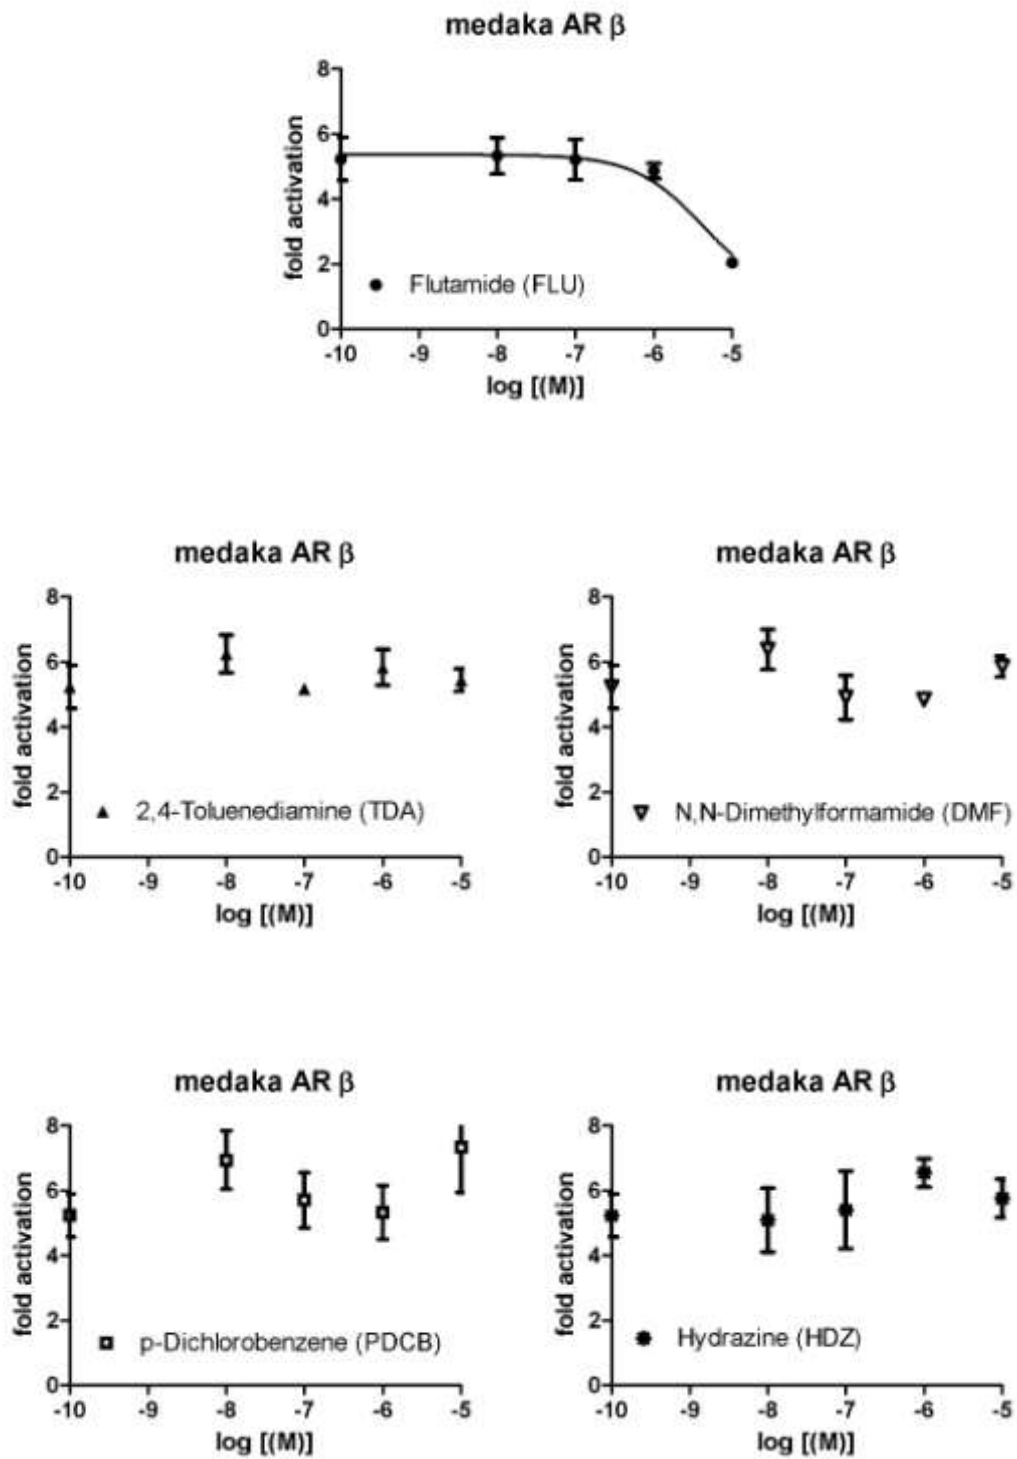 medaka AR β
fold activation
8
6
4
2
0
Flutamide (FLU)
-10 -9 -8 -7 -6 -5
log [(M)]
medaka AR β
fold activation
8
6
4
2
0
2,4-Toluenediamine (TDA)
-10 -9 -8 -7 -6 -5
log [(M)]
medaka AR β
fold activation
8
6
4
2
0
N,N-Dimethylformamide (DMF)
-10 -9 -8 -7 -6 -5
log [(M)]
medaka AR β
fold activation
8
6
4
2
0
p-Dichlorobenzene (PDCB)
-10 -9 -8 -7 -6 -5
log [(M)]
medaka AR β
fold activation
8
6
4
2
0
Hydrazine (HDZ)
-10 -9 -8 -7 -6 -5
log [(M)]